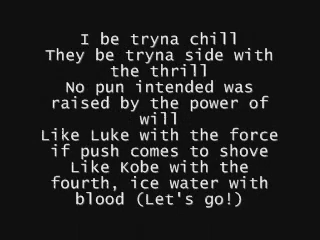 I be tryna chill
They be tryna side with
the thrill
No pun intended was
raised by the power of
will
Like Luke with the force
if push comes to shove
Like Kobe with the
fourth, ice water with
blood (Let's go!)